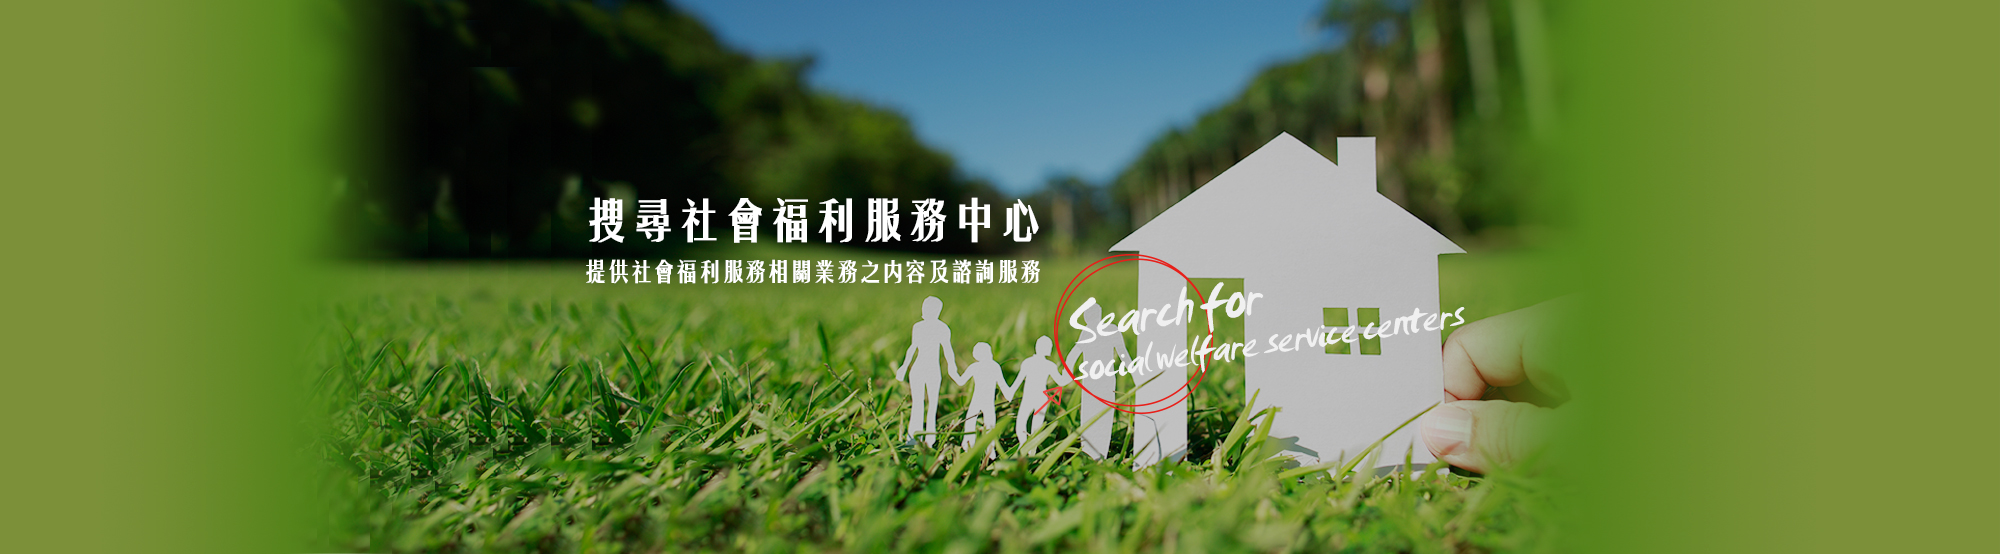 搜尋社會福利服務中心
提供社會福利服務相關業務之內容及諮詢服務
Search for
social welfare service centers